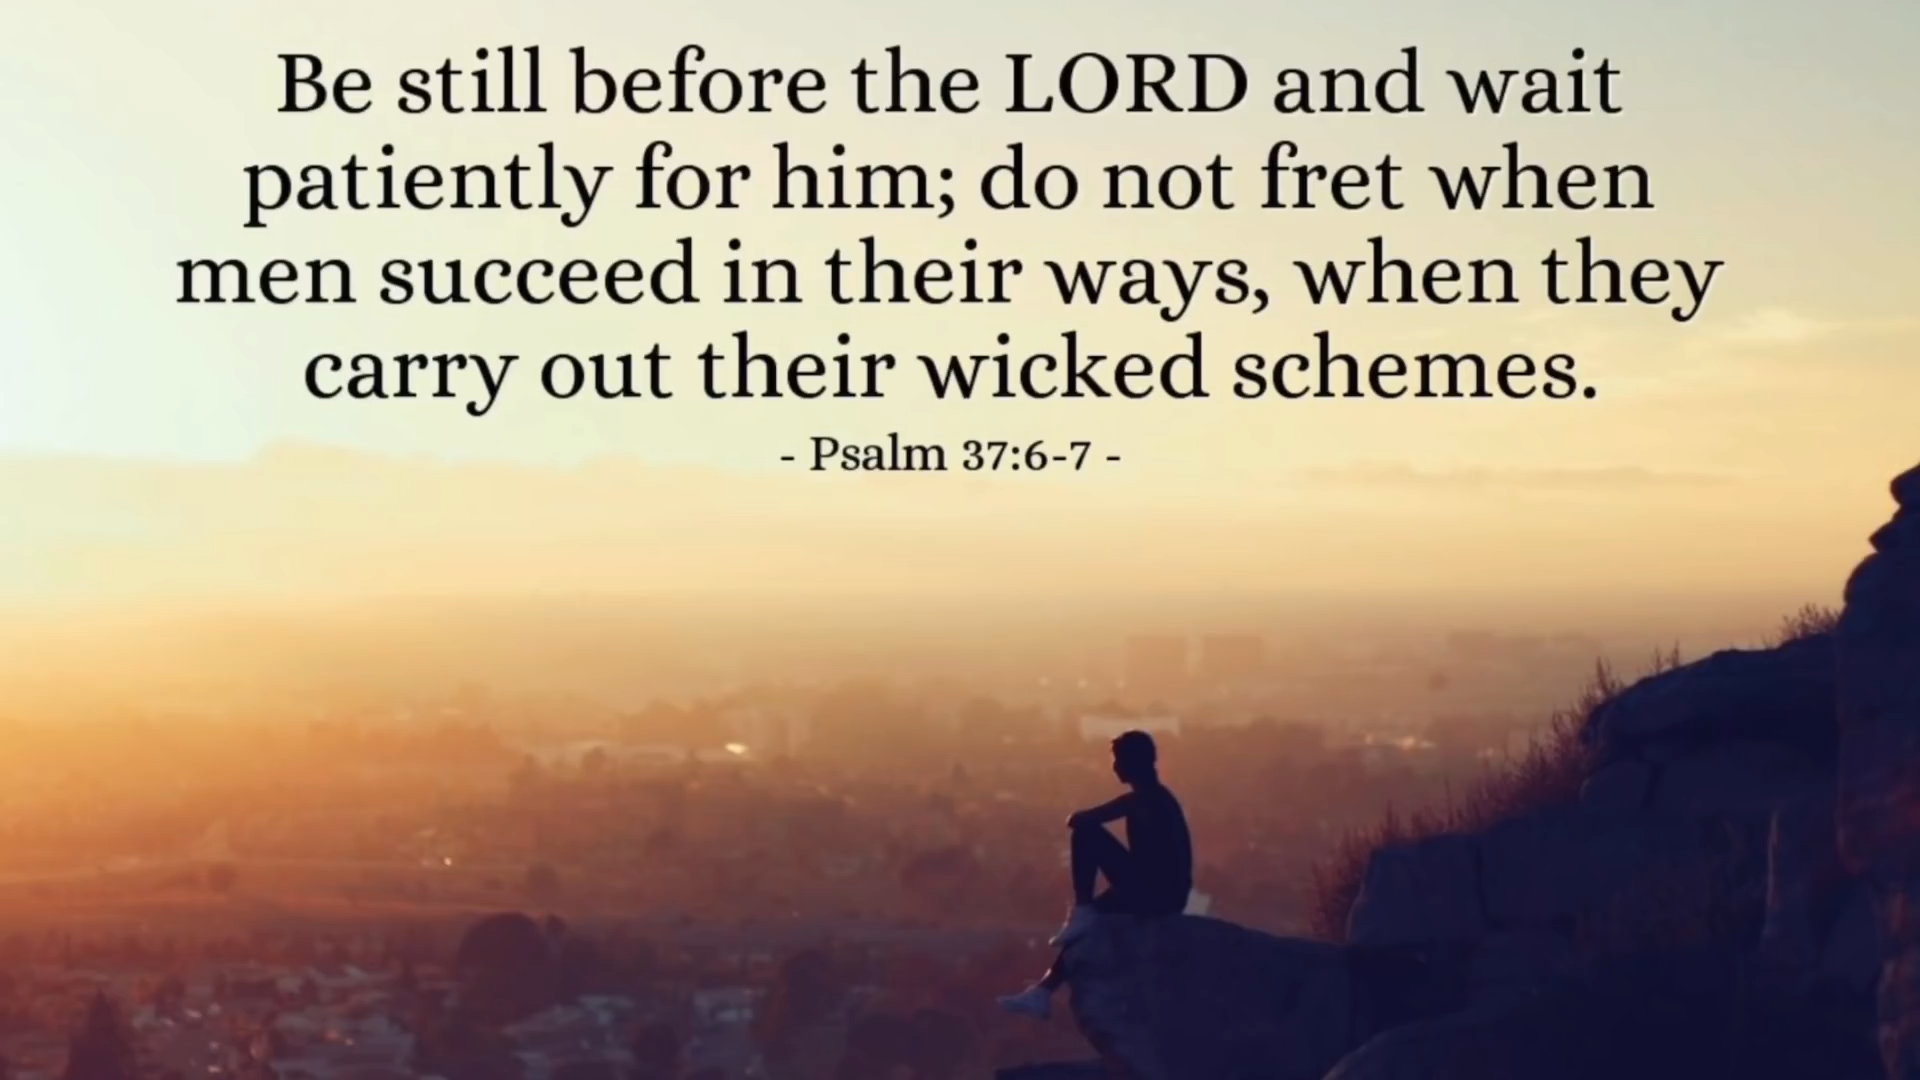 Be still before the LORD and wait
patiently for him; do not fret when
men succeed in their ways, when they
carry out their wicked schemes.
- Psalm 37:6-7 -